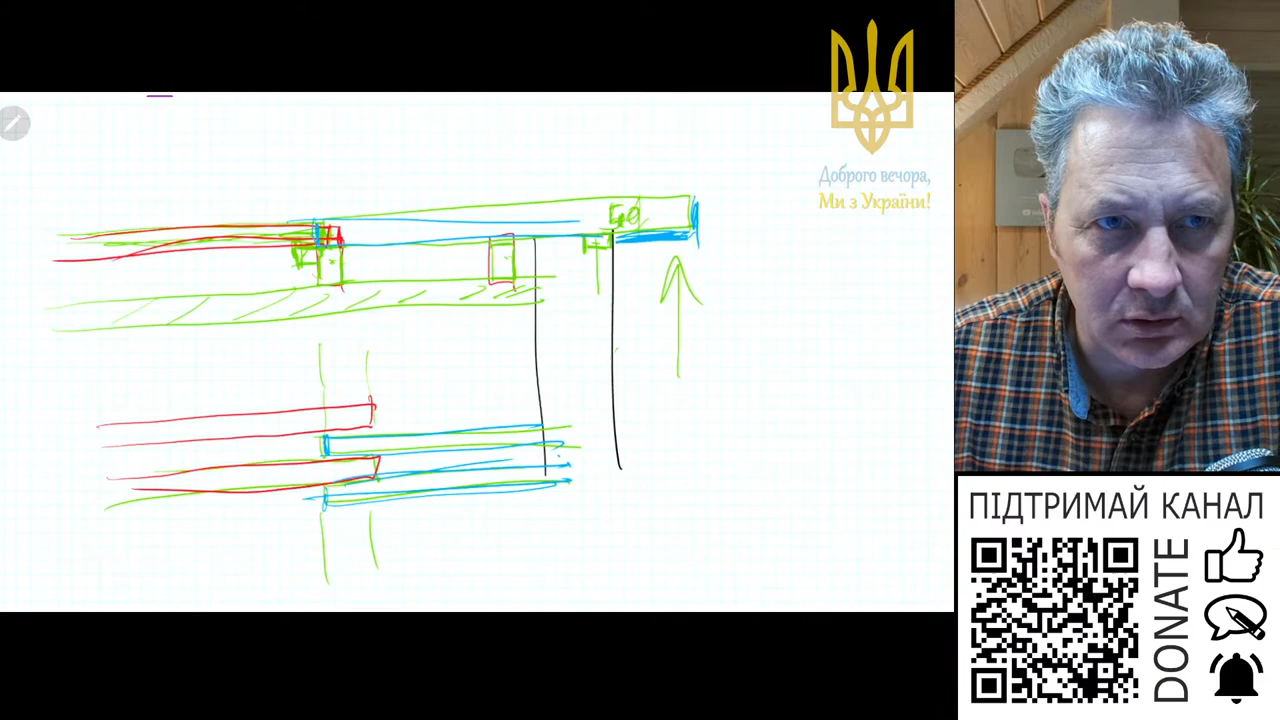 Доброго вечора,
Ми з України!
ПІДТРИМАЙ КАНАЛ
DONATE